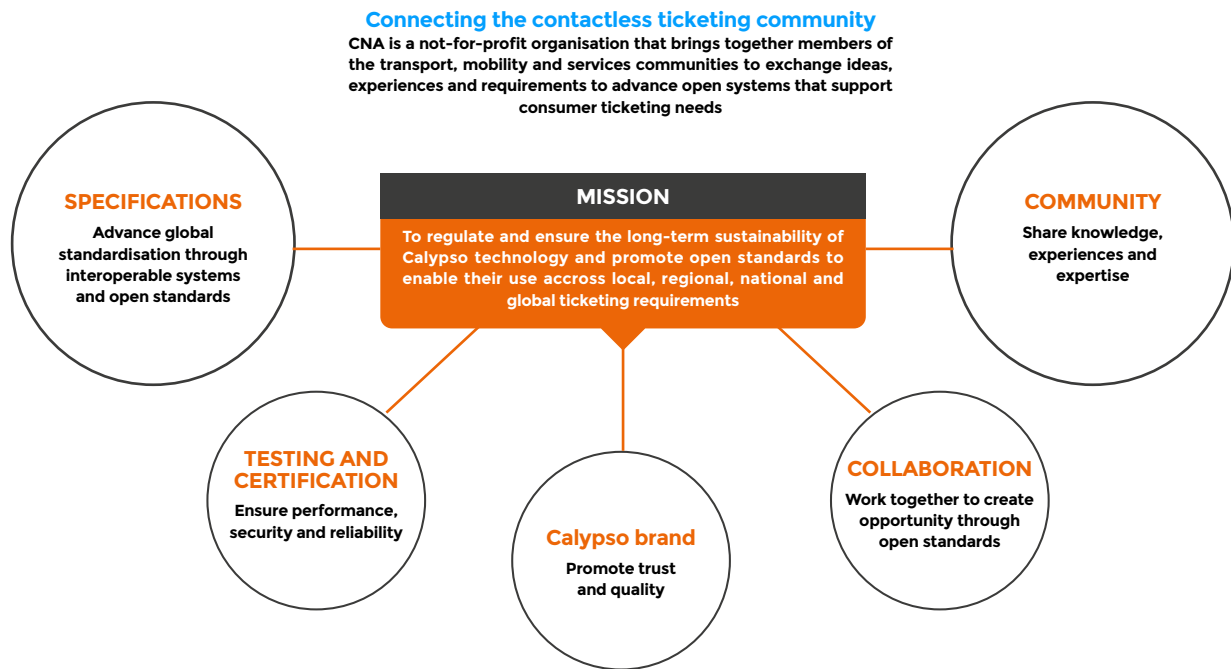 Connecting the contactless ticketing community
CNA is a not-for-profit organisation that brings together members of
the transport, mobility and services communities to exchange ideas,
experiences and requirements to advance open systems that support
consumer ticketing needs
MISSION
To regulate and ensure the long-term sustainability of
Calypso technology and promote open standards to
enable their use accross local, regional, national and
global ticketing requirements
SPECIFICATIONS
Advance global
standardisation through
interoperable systems
and open standards
COMMUNITY
Share knowledge,
experiences and
expertise
TESTING AND
CERTIFICATION
Ensure performance,
security and reliability
Calypso brand
Promote trust
and quality
COLLABORATION
Work together to create
opportunity through
open standards